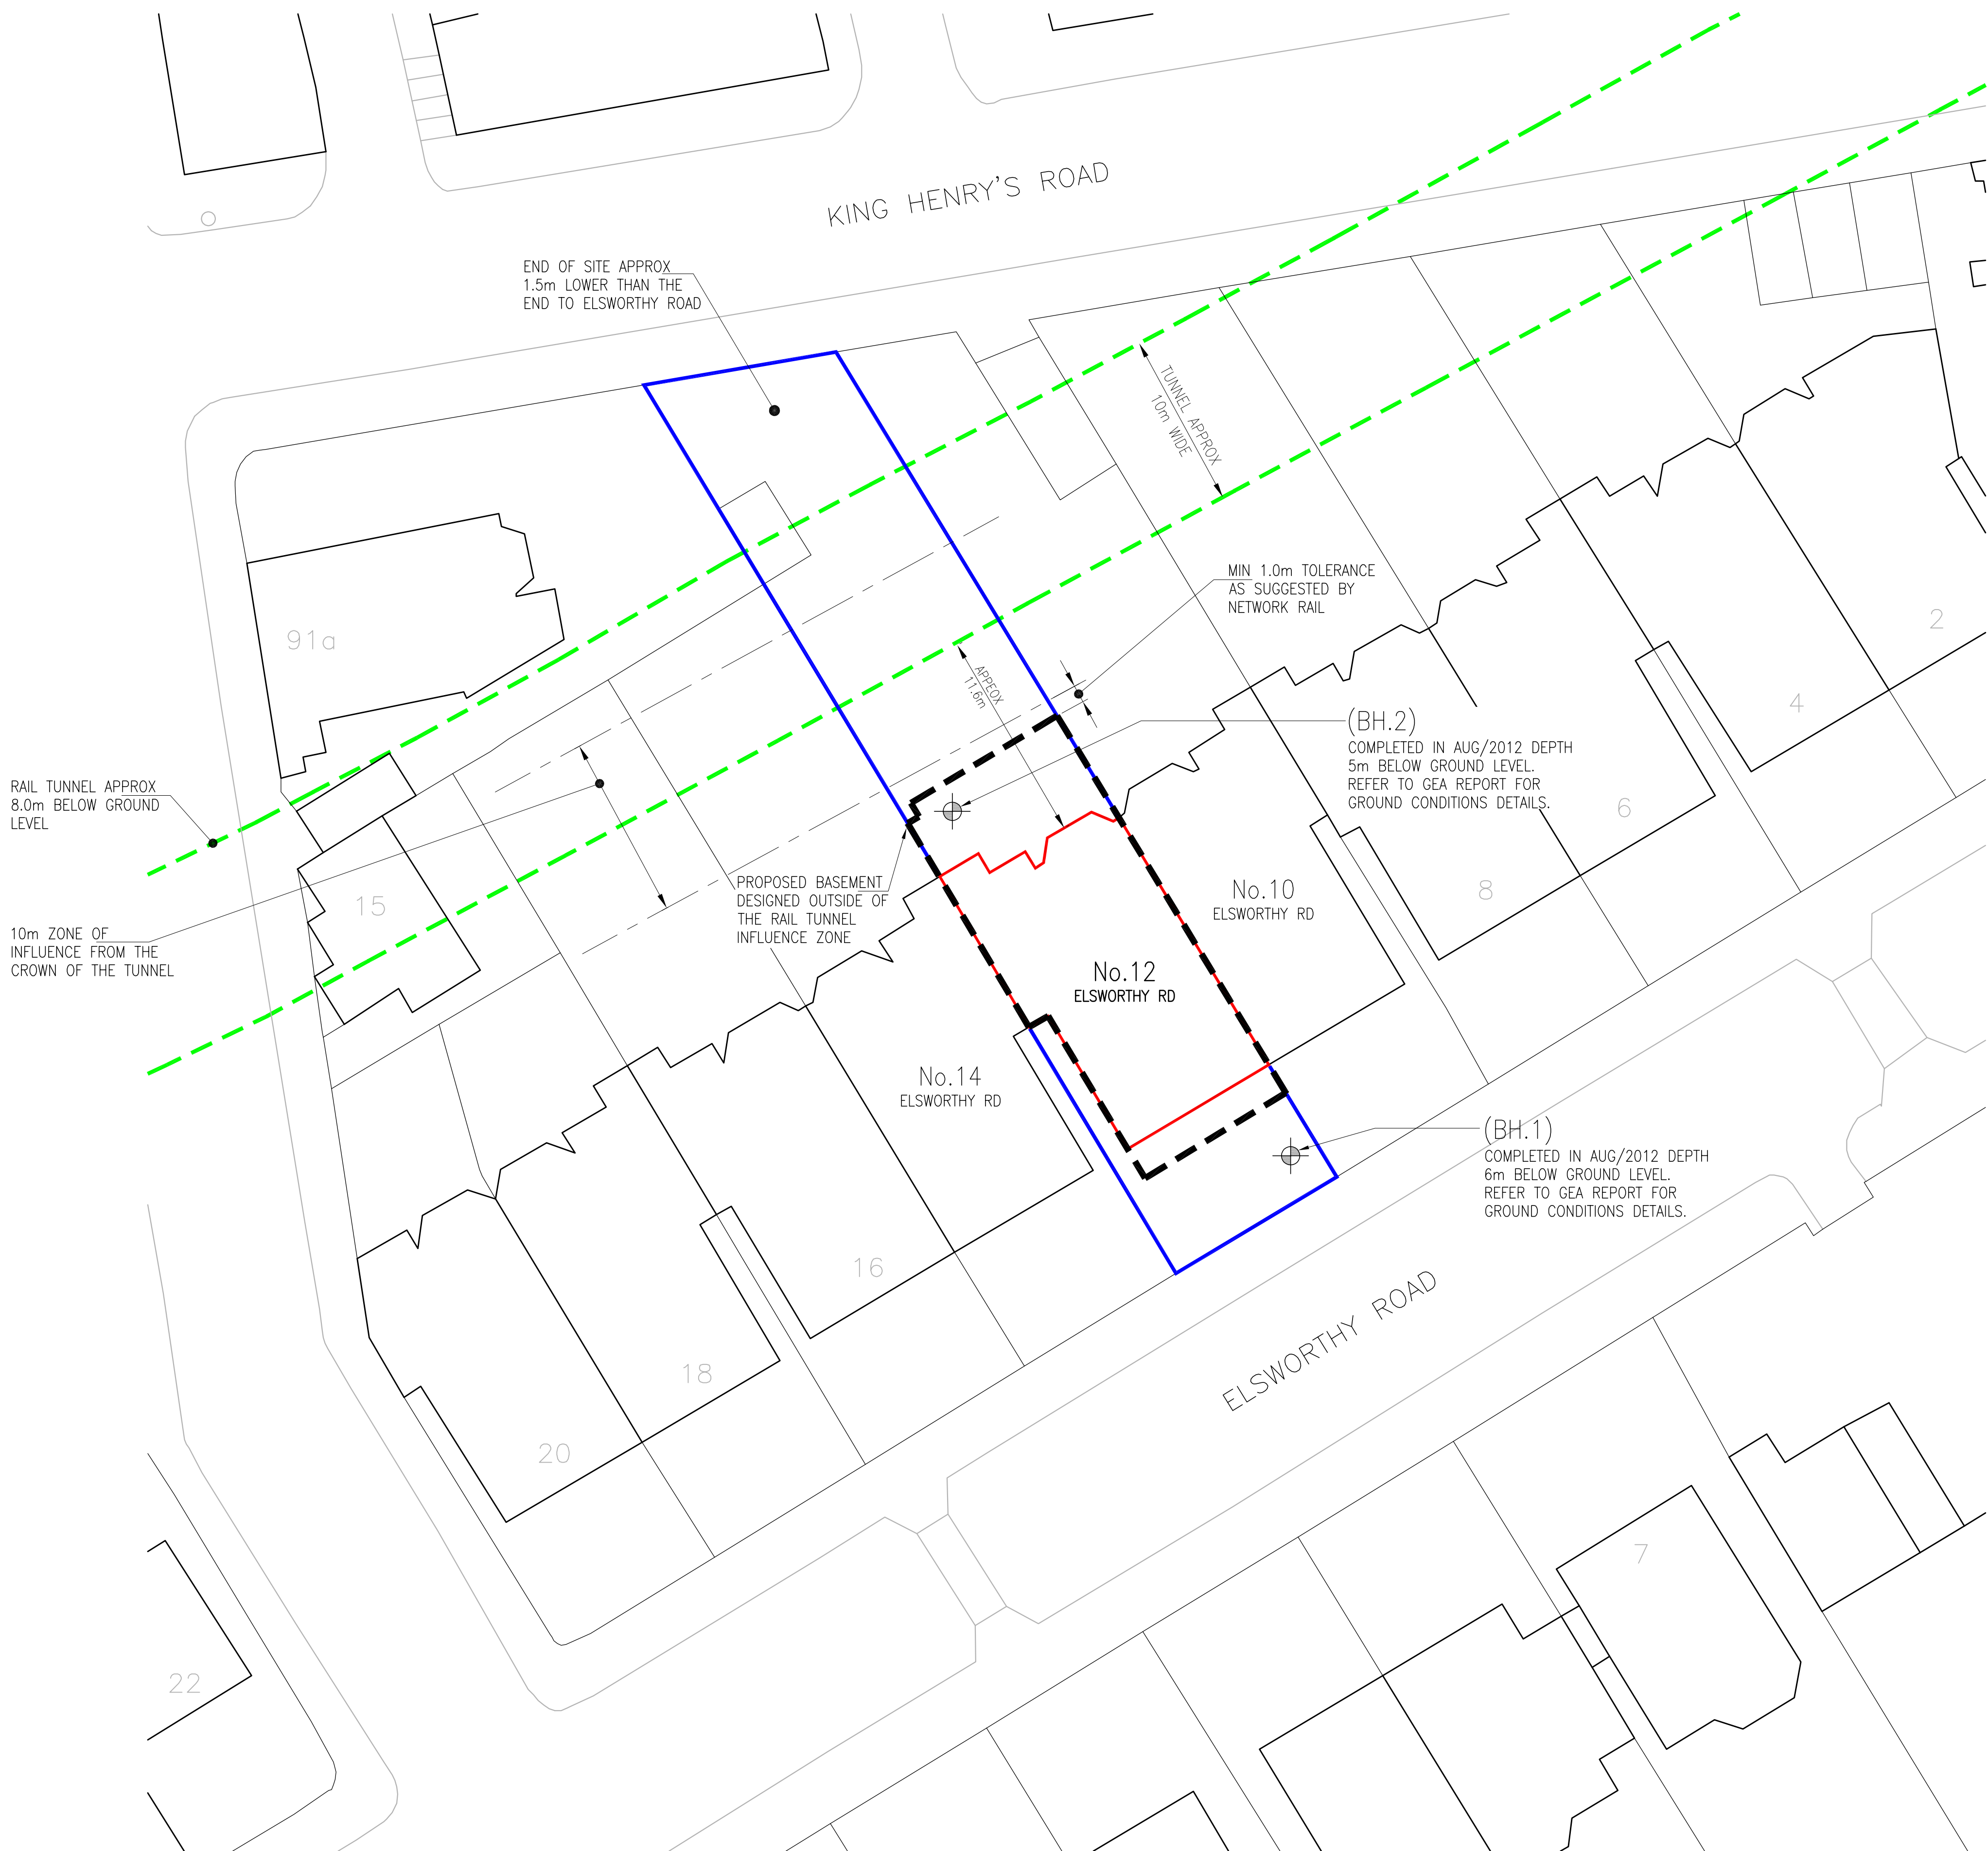 KING HENRY'S ROAD
END OF SITE APPROX
1.5m LOWER THAN THE
END TO ELSWORTHY ROAD
TUNNEL APPROX
10m WIDE
MIN 1.0m TOLERANCE
AS SUGGESTED BY
NETWORK RAIL
91a
2
4
APPEOX
11.6m
(BH.2)
COMPLETED IN AUG/2012 DEPTH
5m BELOW GROUND LEVEL.
REFER TO GEA REPORT FOR
GROUND CONDITIONS DETAILS.
6
RAIL TUNNEL APPROX
8.0m BELOW GROUND
LEVEL
15
PROPOSED BASEMENT
DESIGNED OUTSIDE OF
THE RAIL TUNNEL
INFLUENCE ZONE
No.10
ELSWORTHY RD
8
10m ZONE OF
INFLUENCE FROM THE
CROWN OF THE TUNNEL
No.12
ELSWORTHY RD
No.14
ELSWORTHY RD
(BH.1)
COMPLETED IN AUG/2012 DEPTH
6m BELOW GROUND LEVEL.
REFER TO GEA REPORT FOR
GROUND CONDITIONS DETAILS.
16
ELSWORTHY ROAD
18
20
7
22